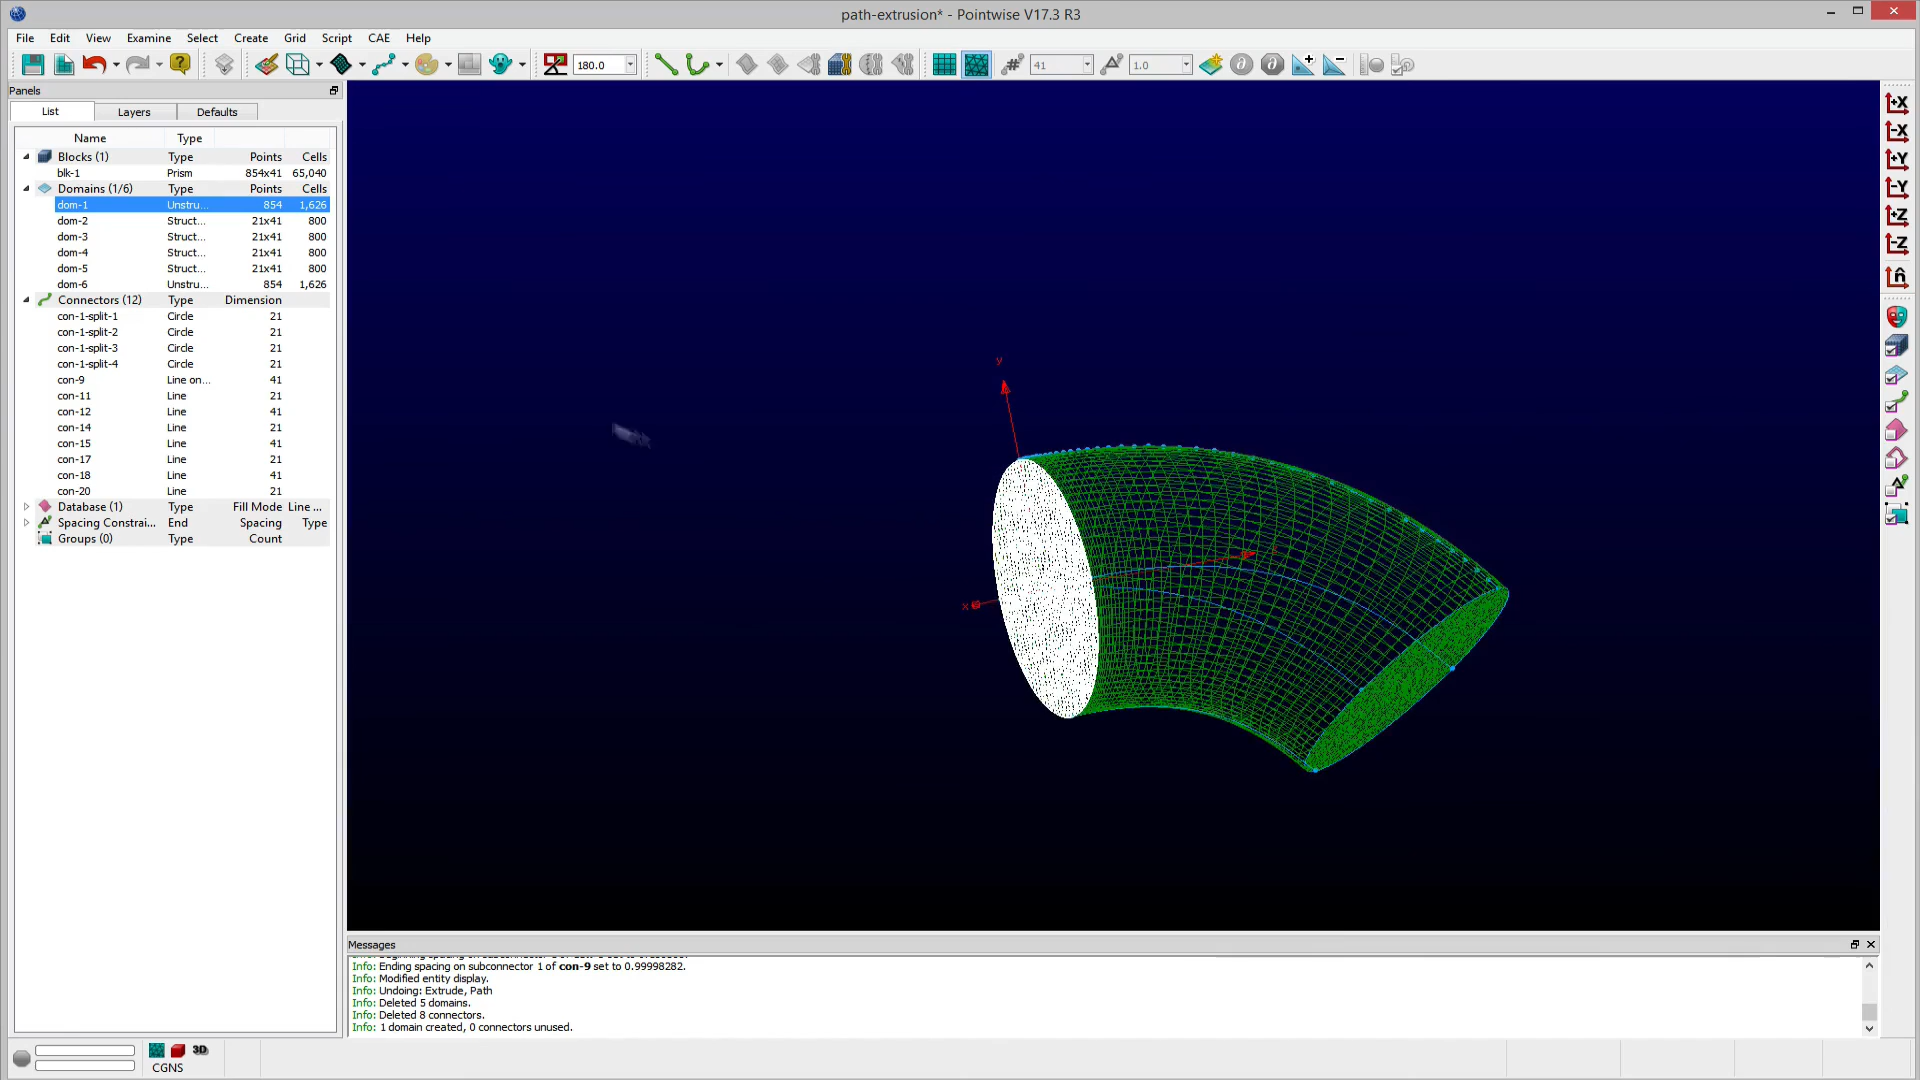 path-extrusion* - Pointwise V17.3 R3
File Edit View Examine Select Create Grid Script CAE Help
180.0 41 1.0
Panels
List Layers Defaults
Name Type
Blocks (1) Type Points Cells
blk-1 Prism 854x41 65,040
Domains (1/6) Type Points Cells
dom-1 Unstru... 854 1,626
dom-2 Struct... 21x41 800
dom-3 Struct... 21x41 800
dom-4 Struct... 21x41 800
dom-5 Struct... 21x41 800
dom-6 Unstru... 854 1,626
Connectors (12) Type Dimension
con-1-split-1 Circle 21
con-1-split-2 Circle 21
con-1-split-3 Circle 21
con-1-split-4 Circle 21
con-9 Line on... 41
con-11 Line 21
con-12 Line 41
con-14 Line 21
con-15 Line 41
con-17 Line 21
con-18 Line 41
con-20 Line 21
Database (1) Type Fill Mode Line ...
Spacing Constrai... End Spacing Type
Groups (0) Type Count
y
x
+X
-X
+Y
-Y
+Z
-Z
n̂
Messages
Info: Ending spacing on subconnector 1 of con-9 set to 0.99998282.
Info: Modified entity display.
Info: Undoing: Extrude, Path
Info: Deleted 5 domains.
Info: Deleted 8 connectors.
Info: 1 domain created, 0 connectors unused.
3D
CGNS